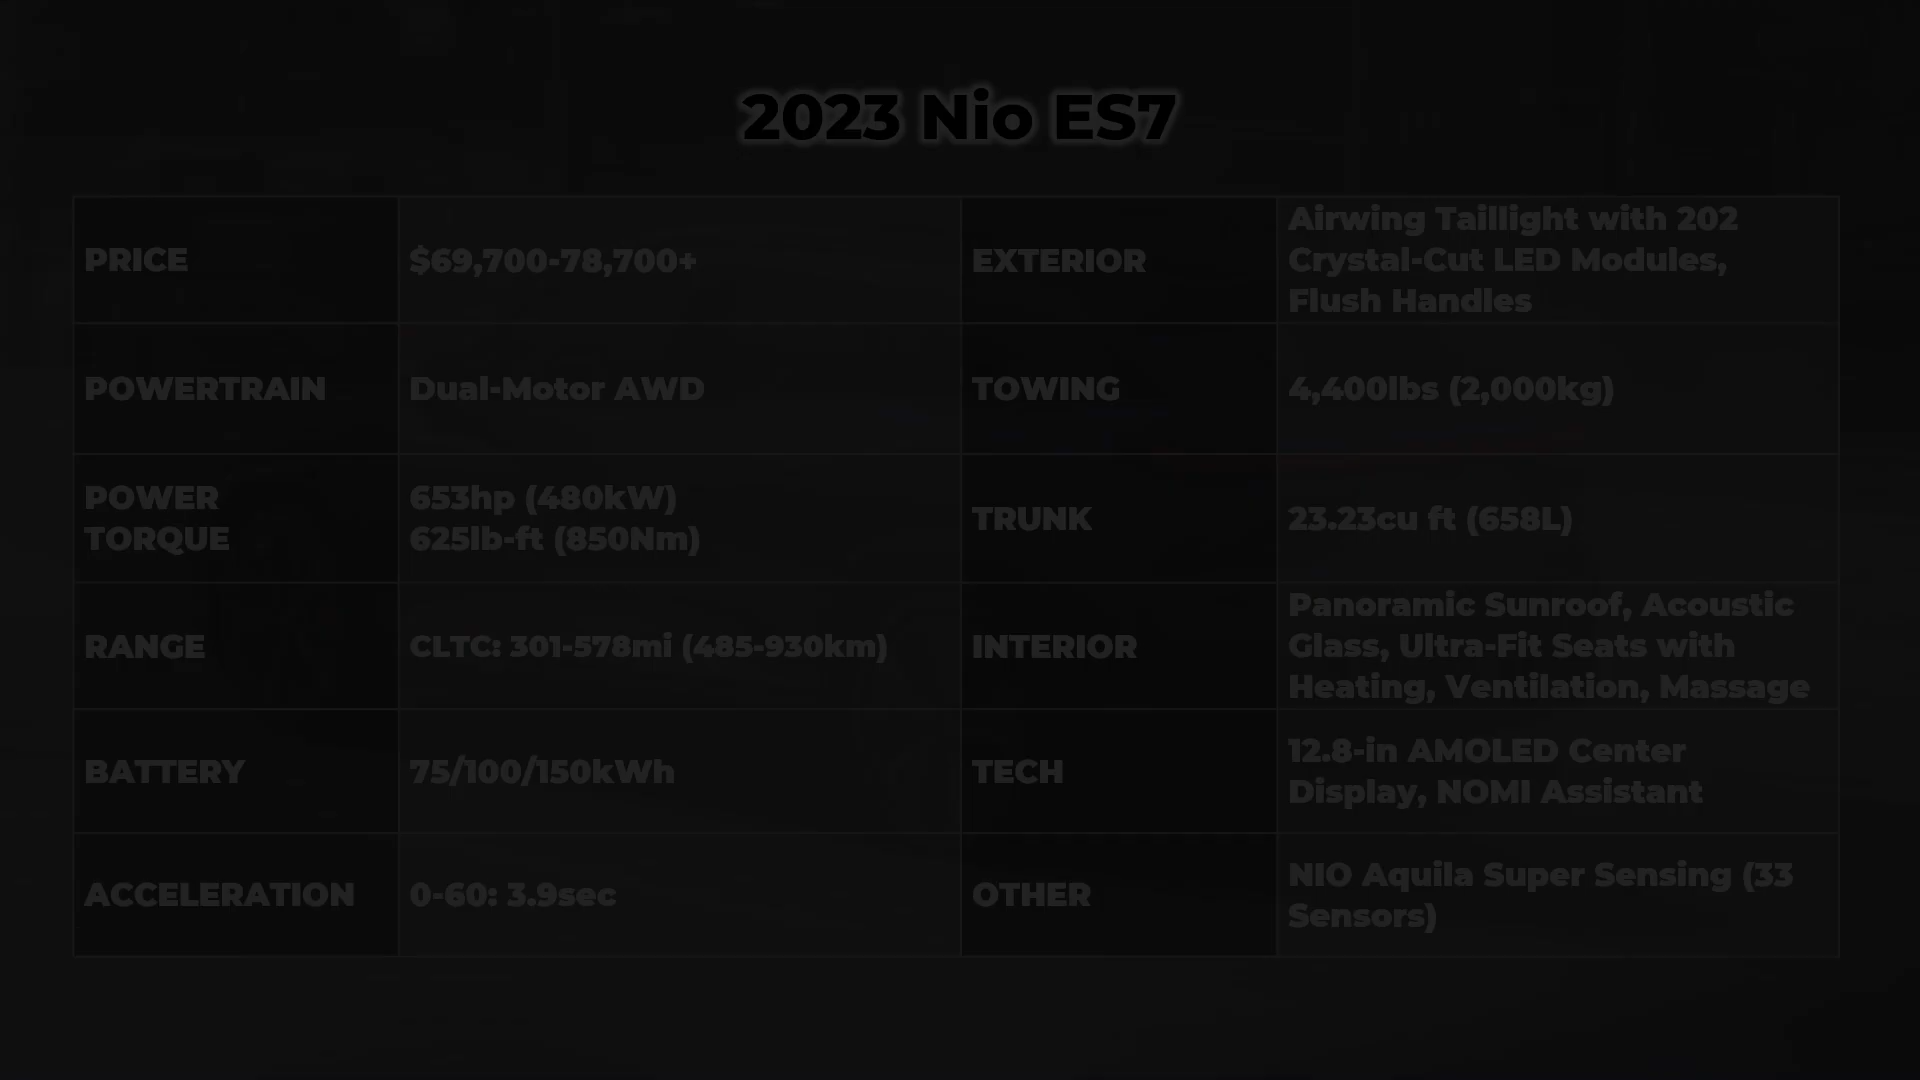 2023 Nio ES7
PRICE
$69,700-78,700+
EXTERIOR
Airwing Taillight with 202
Crystal-Cut LED Modules,
Flush Handles
POWERTRAIN
Dual-Motor AWD
TOWING
4,400lbs (2,000kg)
POWER
TORQUE
653hp (480kW)
625lb-ft (850Nm)
TRUNK
23.23cu ft (658L)
RANGE
CLTC: 301-578mi (485-930km)
INTERIOR
Panoramic Sunroof, Acoustic
Glass, Ultra-Fit Seats with
Heating, Ventilation, Massage
BATTERY
75/100/150kWh
TECH
12.8-in AMOLED Center
Display, NOMI Assistant
ACCELERATION
0-60: 3.9sec
OTHER
NIO Aquila Super Sensing (33
Sensors)